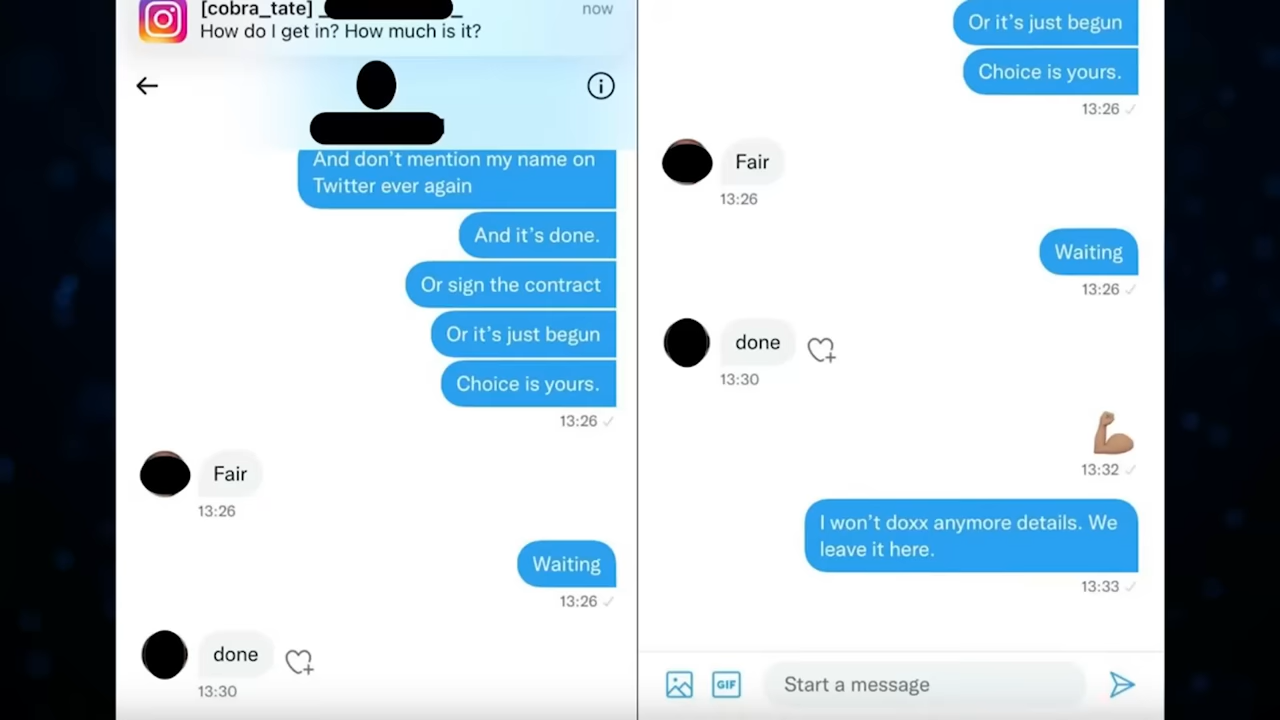 [cobra_tate]
now
How do I get in? How much is it?
And don't mention my name on
Twitter ever again
And it's done.
Or sign the contract
Or it's just begun
Choice is yours.
13:26
Fair
13:26
Waiting
13:26
done
13:30
Or it's just begun
Choice is yours.
13:26
Fair
13:26
Waiting
13:26
done
13:30
13:32
I won't doxx anymore details. We
leave it here.
13:33
GIF
Start a message